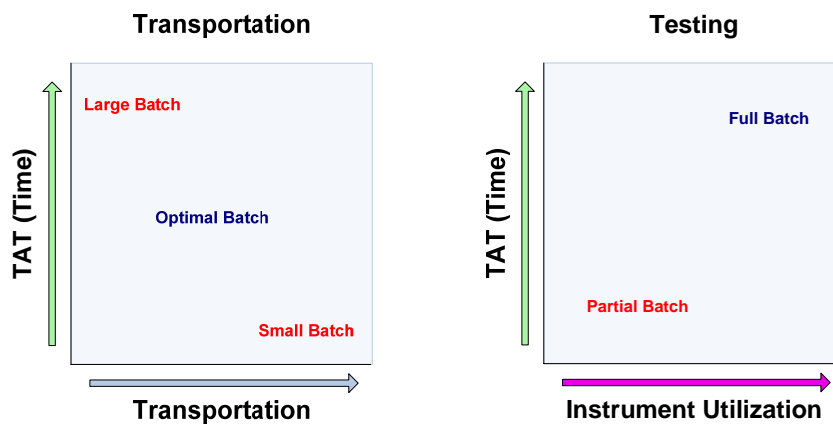 Transportation
Large Batch
Optimal Batch
Small Batch
TAT (Time)
Transportation
Testing
Full Batch
Partial Batch
TAT (Time)
Instrument Utilization